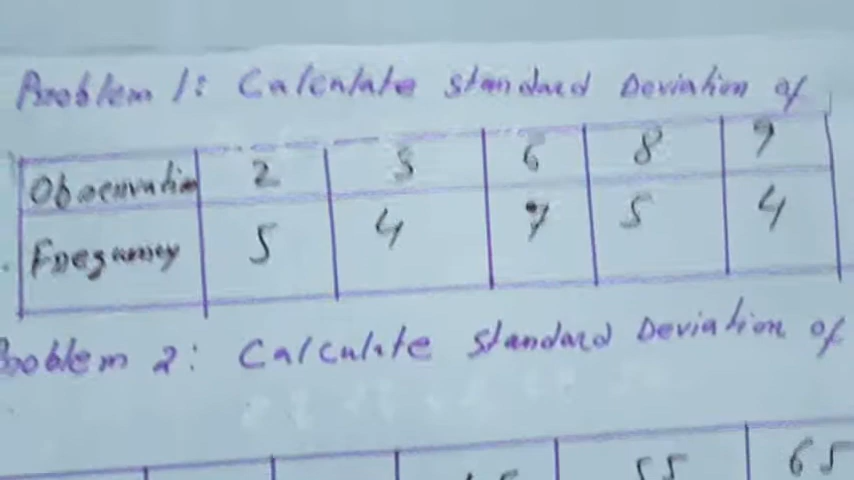 Problem 1: Calculate Standard Deviation of
Observation 2 3 6 8 9
Frequency 5 4 7 5 4
Problem 2: Calculate Standard Deviation of
55 65